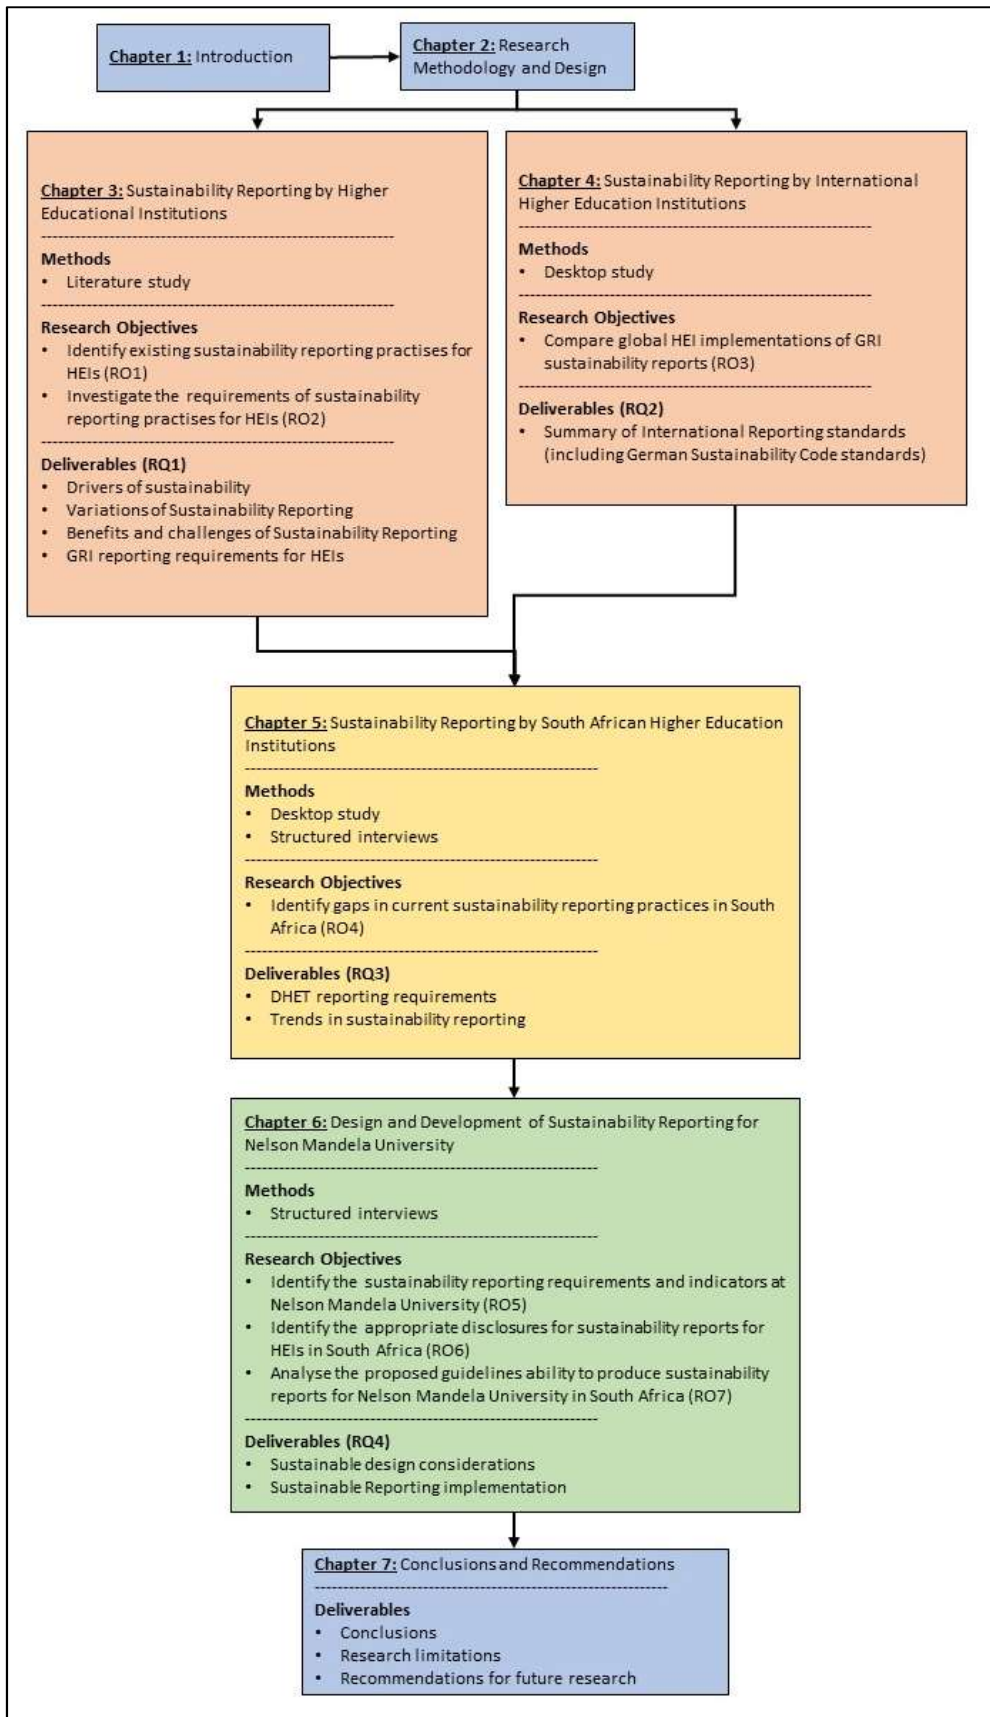 Chapter 1: Introduction
Chapter 2: Research
Methodology and Design
Chapter 3: Sustainability Reporting by Higher
Educational Institutions
Methods
• Literature study
Research Objectives
• Identify existing sustainability reporting practises for
HEIs (RO1)
• Investigate the requirements of sustainability
reporting practises for HEIs (RO2)
Deliverables (RQ1)
• Drivers of sustainability
• Variations of Sustainability Reporting
• Benefits and challenges of Sustainability Reporting
• GRI reporting requirements for HEIs
Chapter 4: Sustainability Reporting by International
Higher Education Institutions
Methods
• Desktop study
Research Objectives
• Compare global HEI implementations of GRI
sustainability reports (RO3)
Deliverables (RQ2)
• Summary of International Reporting standards
(including German Sustainability Code standards)
Chapter 5: Sustainability Reporting by South African Higher Education
Institutions
Methods
• Desktop study
• Structured interviews
Research Objectives
• Identify gaps in current sustainability reporting practices in South
Africa (RO4)
Deliverables (RQ3)
• DHET reporting requirements
• Trends in sustainability reporting
Chapter 6: Design and Development of Sustainability Reporting for
Nelson Mandela University
Methods
• Structured interviews
Research Objectives
• Identify the sustainability reporting requirements and indicators at
Nelson Mandela University (RO5)
• Identify the appropriate disclosures for sustainability reports for
HEIs in South Africa (RO6)
• Analyse the proposed guidelines ability to produce sustainability
reports for Nelson Mandela University in South Africa (RO7)
Deliverables (RQ4)
• Sustainable design considerations
• Sustainable Reporting implementation
Chapter 7: Conclusions and Recommendations
Deliverables
• Conclusions
• Research limitations
• Recommendations for future research